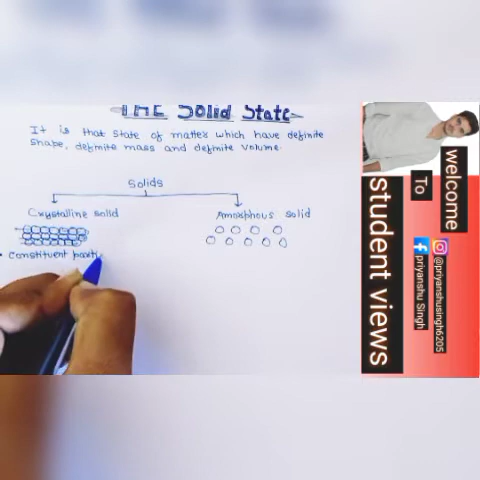 THE Solid State
It is that state of matter which have definite
shape, definite mass and definite volume.
Solids
Crystalline solid
Amorphous solid
• Constituent parti
welcome
To
student views
@priyanshusingh6205
priyanshu Singh